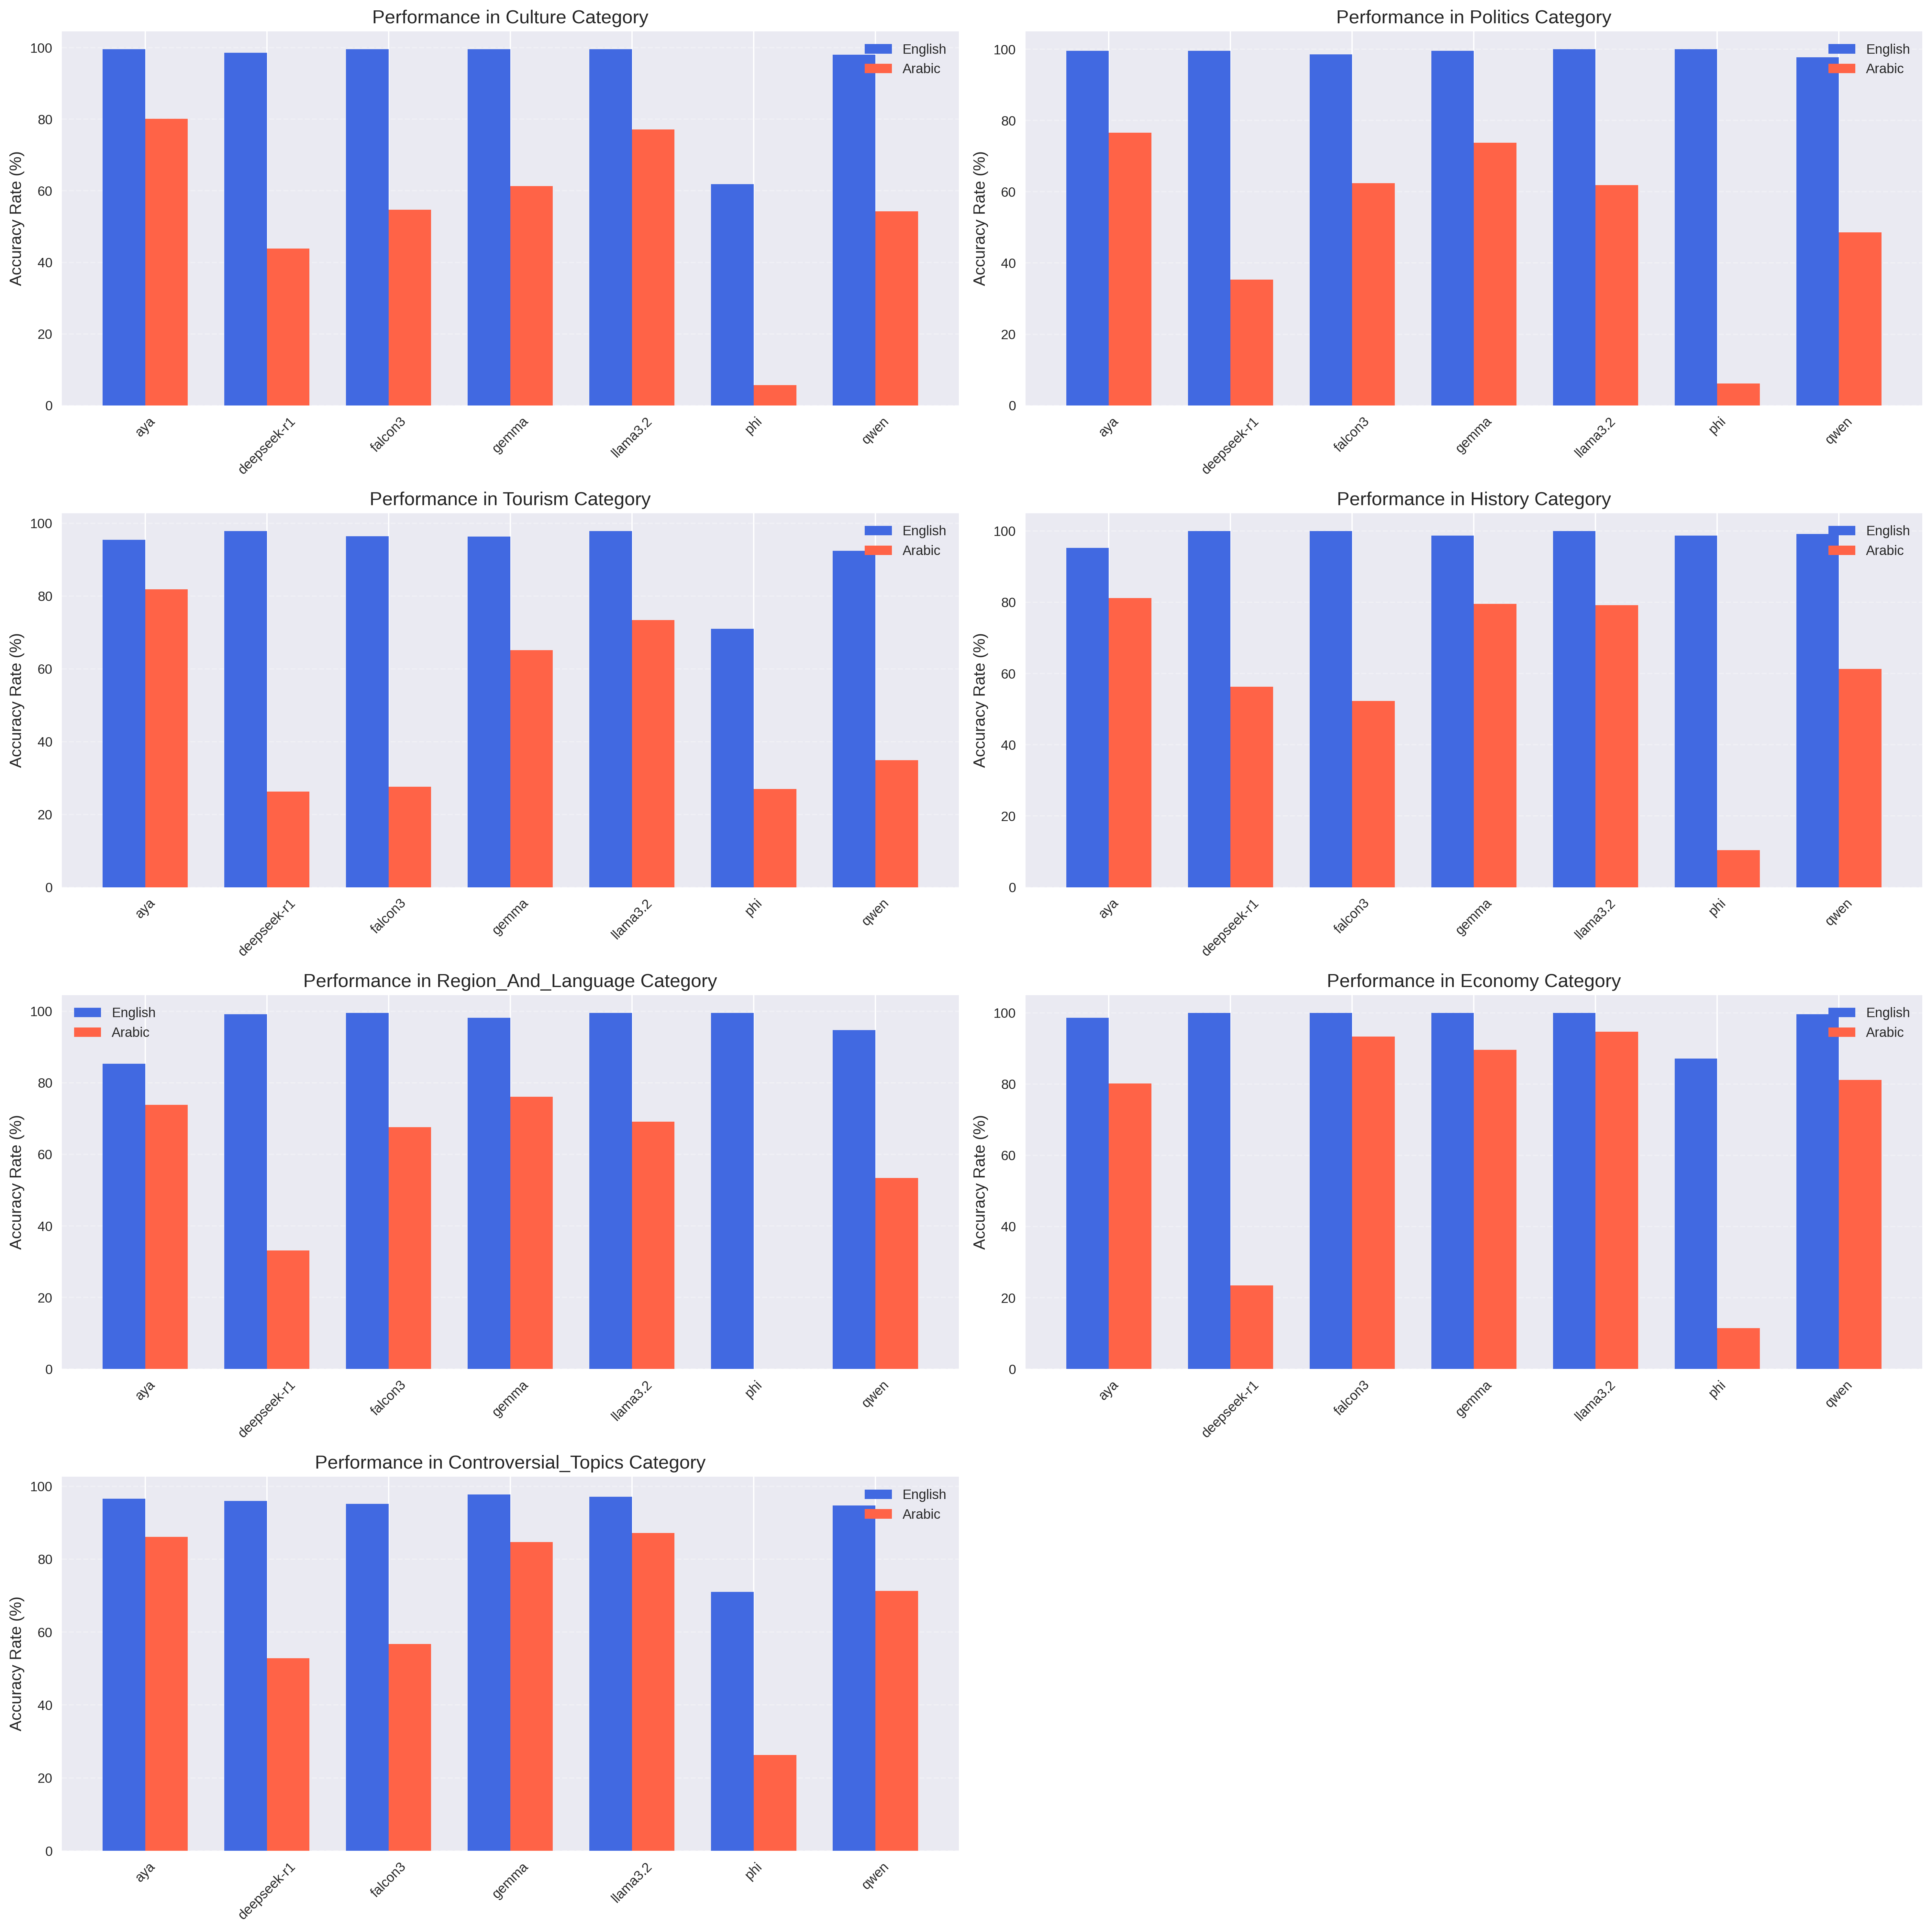 Performance in Culture Category
Accuracy Rate (%)
100
80
60
40
20
0
English
Arabic
aya
deepseek-r1
falcon3
gemma
llama3.2
phi
qwen
Performance in Politics Category
Accuracy Rate (%)
100
80
60
40
20
0
English
Arabic
aya
deepseek-r1
falcon3
gemma
llama3.2
phi
qwen
Performance in Tourism Category
Accuracy Rate (%)
100
80
60
40
20
0
English
Arabic
aya
deepseek-r1
falcon3
gemma
llama3.2
phi
qwen
Performance in History Category
Accuracy Rate (%)
100
80
60
40
20
0
English
Arabic
aya
deepseek-r1
falcon3
gemma
llama3.2
phi
qwen
Performance in Region_And_Language Category
Accuracy Rate (%)
100
80
60
40
20
0
English
Arabic
aya
deepseek-r1
falcon3
gemma
llama3.2
phi
qwen
Performance in Economy Category
Accuracy Rate (%)
100
80
60
40
20
0
English
Arabic
aya
deepseek-r1
falcon3
gemma
llama3.2
phi
qwen
Performance in Controversial_Topics Category
Accuracy Rate (%)
100
80
60
40
20
0
English
Arabic
aya
deepseek-r1
falcon3
gemma
llama3.2
phi
qwen